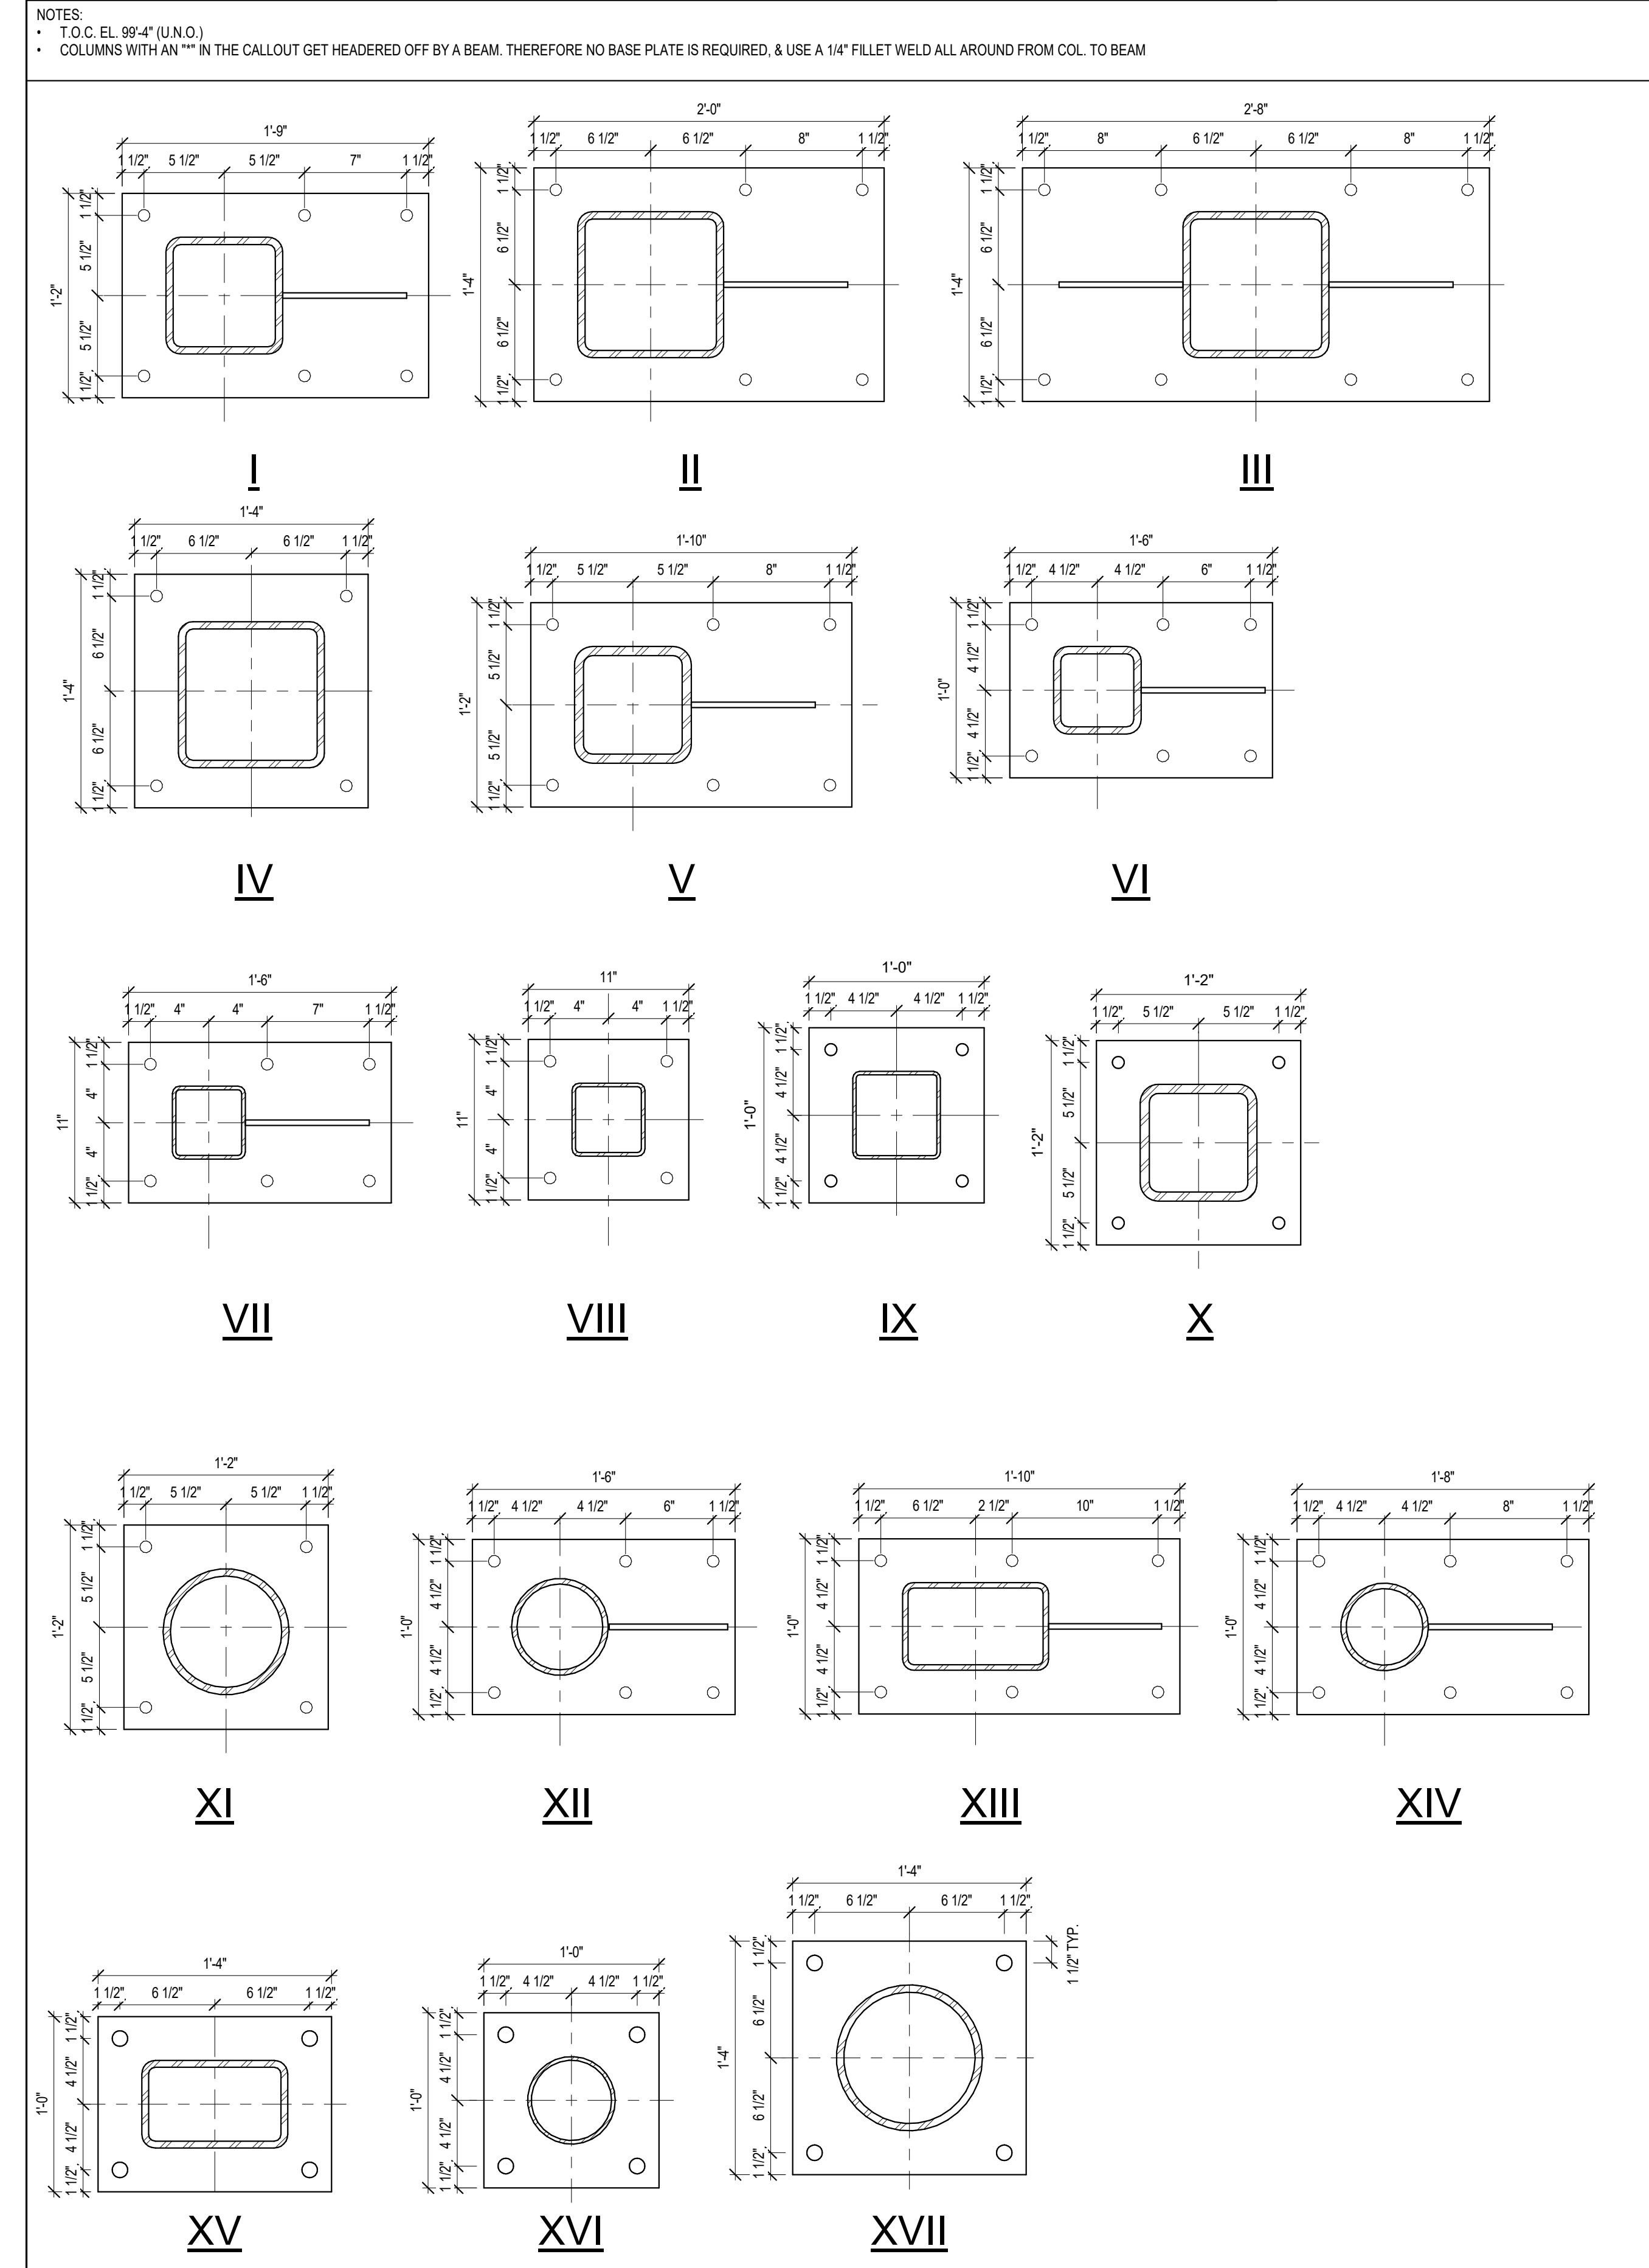 NOTES:
• T.O.C. EL. 99'-4" (U.N.O.)
• COLUMNS WITH AN "*" IN THE CALLOUT GET HEADERED OFF BY A BEAM. THEREFORE NO BASE PLATE IS REQUIRED, & USE A 1/4" FILLET WELD ALL AROUND FROM COL. TO BEAM
1'-9"
1 1/2" 5 1/2" 5 1/2" 7" 1 1/2"
1'-2"
1 1/2" 5 1/2" 5 1/2" 1 1/2"
I
2'-0"
1 1/2" 6 1/2" 6 1/2" 8" 1 1/2"
1'-4"
1 1/2" 6 1/2" 6 1/2" 1 1/2"
II
2'-8"
1 1/2" 8" 6 1/2" 6 1/2" 8" 1 1/2"
1'-4"
1 1/2" 6 1/2" 6 1/2" 1 1/2"
III
1'-4"
1 1/2" 6 1/2" 6 1/2" 1 1/2"
1'-4"
1 1/2" 6 1/2" 6 1/2" 1 1/2"
IV
1'-10"
1 1/2" 5 1/2" 5 1/2" 8" 1 1/2"
1'-2"
1 1/2" 5 1/2" 5 1/2" 1 1/2"
V
1'-6"
1 1/2" 4 1/2" 4 1/2" 6" 1 1/2"
1'-0"
1 1/2" 4 1/2" 4 1/2" 1 1/2"
VI
1'-6"
1 1/2" 4" 4" 7" 1 1/2"
11"
1 1/2" 4" 4" 1 1/2"
VII
11"
1 1/2" 4" 4" 1 1/2"
11"
1 1/2" 4" 4" 1 1/2"
VIII
1'-0"
1 1/2" 4 1/2" 4 1/2" 1 1/2"
1'-0"
1 1/2" 4 1/2" 4 1/2" 1 1/2"
IX
1'-2"
1 1/2" 5 1/2" 5 1/2" 1 1/2"
1'-2"
1 1/2" 5 1/2" 5 1/2" 1 1/2"
X
1'-2"
1 1/2" 5 1/2" 5 1/2" 1 1/2"
1'-2"
1 1/2" 5 1/2" 5 1/2" 1 1/2"
XI
1'-6"
1 1/2" 4 1/2" 4 1/2" 6" 1 1/2"
1'-0"
1 1/2" 4 1/2" 4 1/2" 1 1/2"
XII
1'-10"
1 1/2" 6 1/2" 2 1/2" 10" 1 1/2"
1'-0"
1 1/2" 4 1/2" 4 1/2" 1 1/2"
XIII
1'-8"
1 1/2" 4 1/2" 4 1/2" 8" 1 1/2"
1'-0"
1 1/2" 4 1/2" 4 1/2" 1 1/2"
XIV
1'-4"
1 1/2" 6 1/2" 6 1/2" 1 1/2"
1'-0"
1 1/2" 4 1/2" 4 1/2" 1 1/2"
XV
1'-0"
1 1/2" 4 1/2" 4 1/2" 1 1/2"
1'-0"
1 1/2" 4 1/2" 4 1/2" 1 1/2"
XVI
1'-4"
1 1/2" 6 1/2" 6 1/2" 1 1/2"
1'-4"
1 1/2" 6 1/2" 6 1/2" 1 1/2"
1 1/2" TYP.
XVII